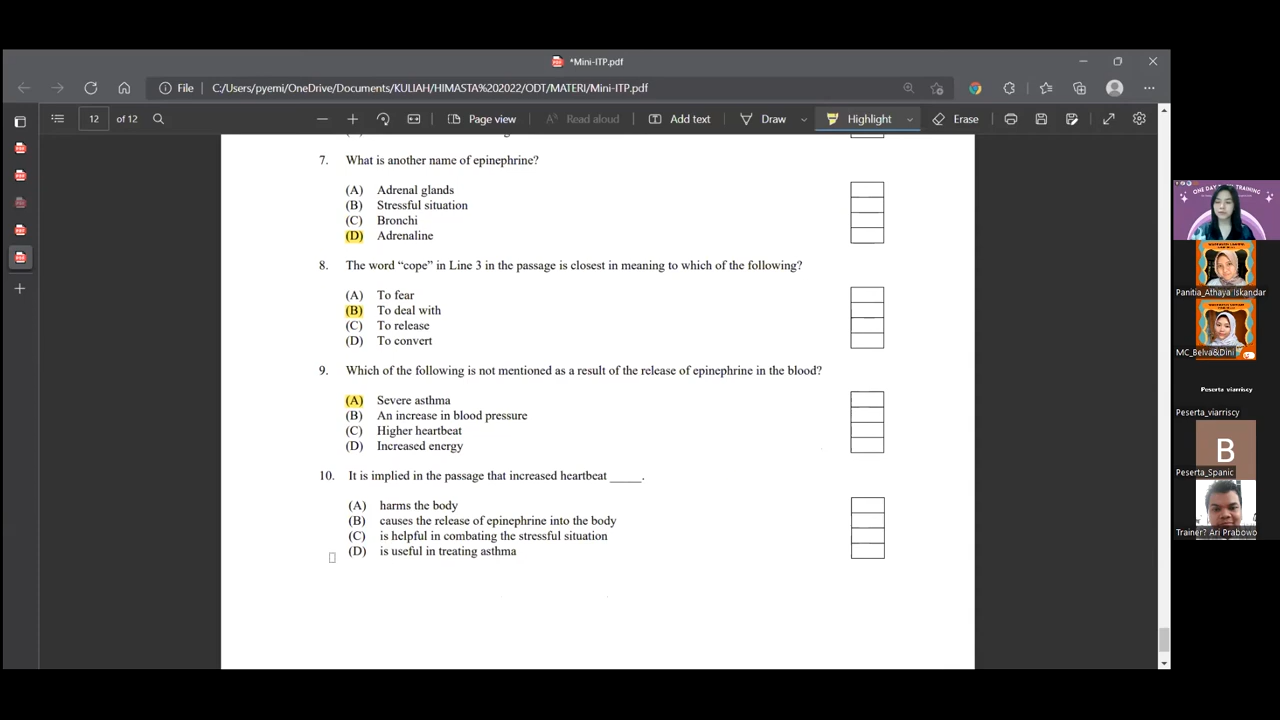 *Mini-ITP.pdf
File C:/Users/pyemi/OneDrive/Documents/KULIAH/HIMASTA%202022/ODT/MATERI/Mini-ITP.pdf
12 of 12
Page view
Read aloud
Add text
Draw
Highlight
Erase
7. What is another name of epinephrine?
(A) Adrenal glands
(B) Stressful situation
(C) Bronchi
(D) Adrenaline
8. The word “cope” in Line 3 in the passage is closest in meaning to which of the following?
(A) To fear
(B) To deal with
(C) To release
(D) To convert
9. Which of the following is not mentioned as a result of the release of epinephrine in the blood?
(A) Severe asthma
(B) An increase in blood pressure
(C) Higher heartbeat
(D) Increased energy
10. It is implied in the passage that increased heartbeat _____.
(A) harms the body
(B) causes the release of epinephrine into the body
(C) is helpful in combating the stressful situation
(D) is useful in treating asthma
Panitia_Athaya Iskandar
MC_Belva&Dini
Peserta viarriscy
Peserta_viarriscy
B
Peserta_Spanic
Trainer? Ari Prabowo